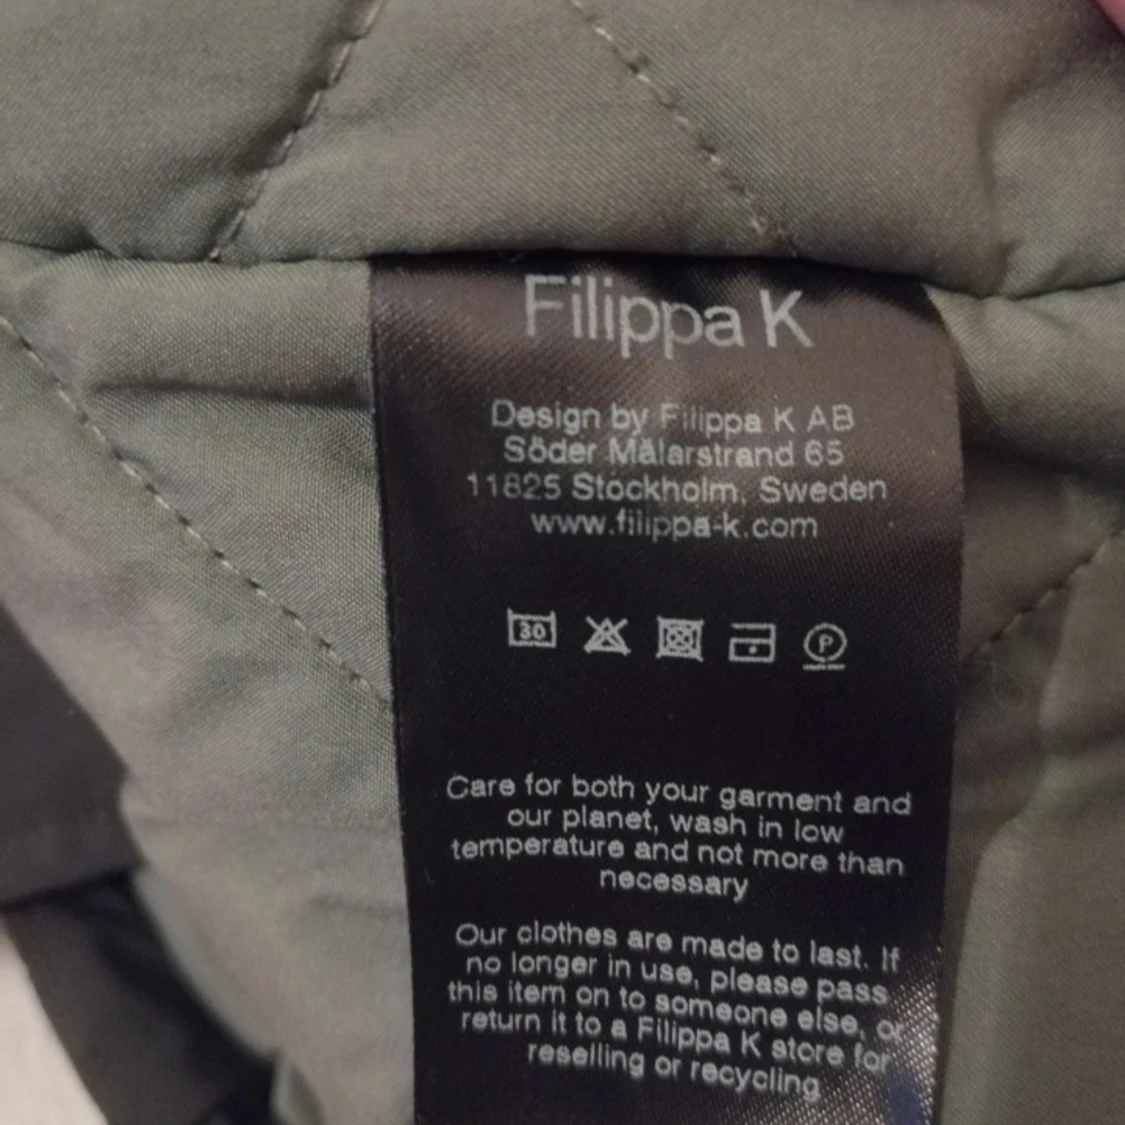 Filippa K
Design by Filippa K AB
Söder Mälarstrand 65
11825 Stockholm, Sweden
www.filippa-k.com
30
P
Care for both your garment and
our planet, wash in low
temperature and not more than
necessary
Our clothes are made to last. If
no longer in use, please pass
this item on to someone else, or
return it to a Filippa K store for
reselling or recycling